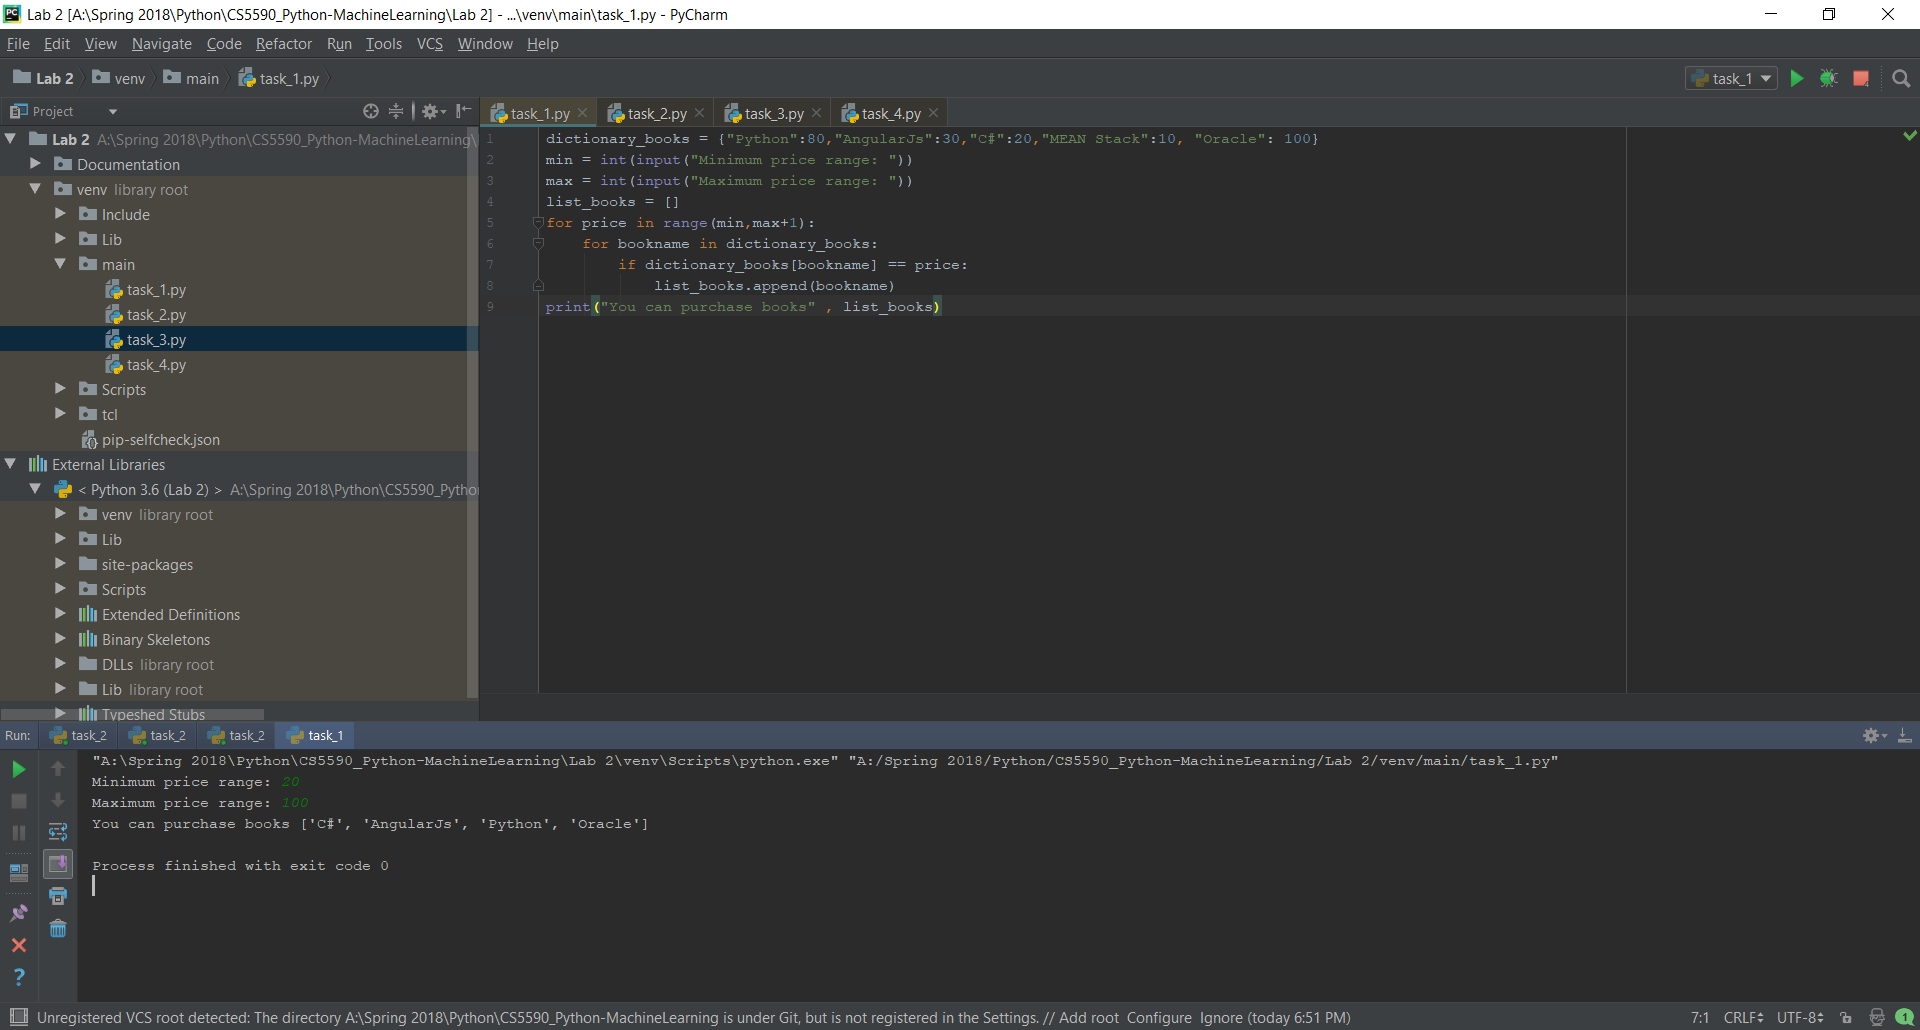 Lab 2 [A:\Spring 2018\Python\CS5590_Python-MachineLearning\Lab 2] - ...\venv\main\task_1.py - PyCharm
File Edit View Navigate Code Refactor Run Tools VCS Window Help
Lab 2 venv main task_1.py
task_1
Project
task_1.py task_2.py task_3.py task_4.py
Lab 2 A:\Spring 2018\Python\CS5590_Python-MachineLearning\
Documentation
venv library root
Include
Lib
main
task_1.py
task_2.py
task_3.py
task_4.py
Scripts
tcl
pip-selfcheck.json
External Libraries
< Python 3.6 (Lab 2) > A:\Spring 2018\Python\CS5590_Pytho
venv library root
Lib
site-packages
Scripts
Extended Definitions
Binary Skeletons
DLLs library root
Lib library root
Typeshed Stubs
1 dictionary_books = {"Python":80,"AngularJs":30,"C#":20,"MEAN Stack":10, "Oracle": 100}
2 min = int(input("Minimum price range: "))
3 max = int(input("Maximum price range: "))
4 list_books = []
5 for price in range(min,max+1):
6 for bookname in dictionary_books:
7 if dictionary_books[bookname] == price:
8 list_books.append(bookname)
9 print("You can purchase books" , list_books)
Run: task_2 task_2 task_2 task_1
"A:\Spring 2018\Python\CS5590_Python-MachineLearning\Lab 2\venv\Scripts\python.exe" "A:/Spring 2018/Python/CS5590_Python-MachineLearning/Lab 2/venv/main/task_1.py"
Minimum price range: 20
Maximum price range: 100
You can purchase books ['C#', 'AngularJs', 'Python', 'Oracle']
Process finished with exit code 0
Unregistered VCS root detected: The directory A:\Spring 2018\Python\CS5590_Python-MachineLearning is under Git, but is not registered in the Settings. // Add root Configure Ignore (today 6:51 PM)
7:1 CRLF UTF-8 1